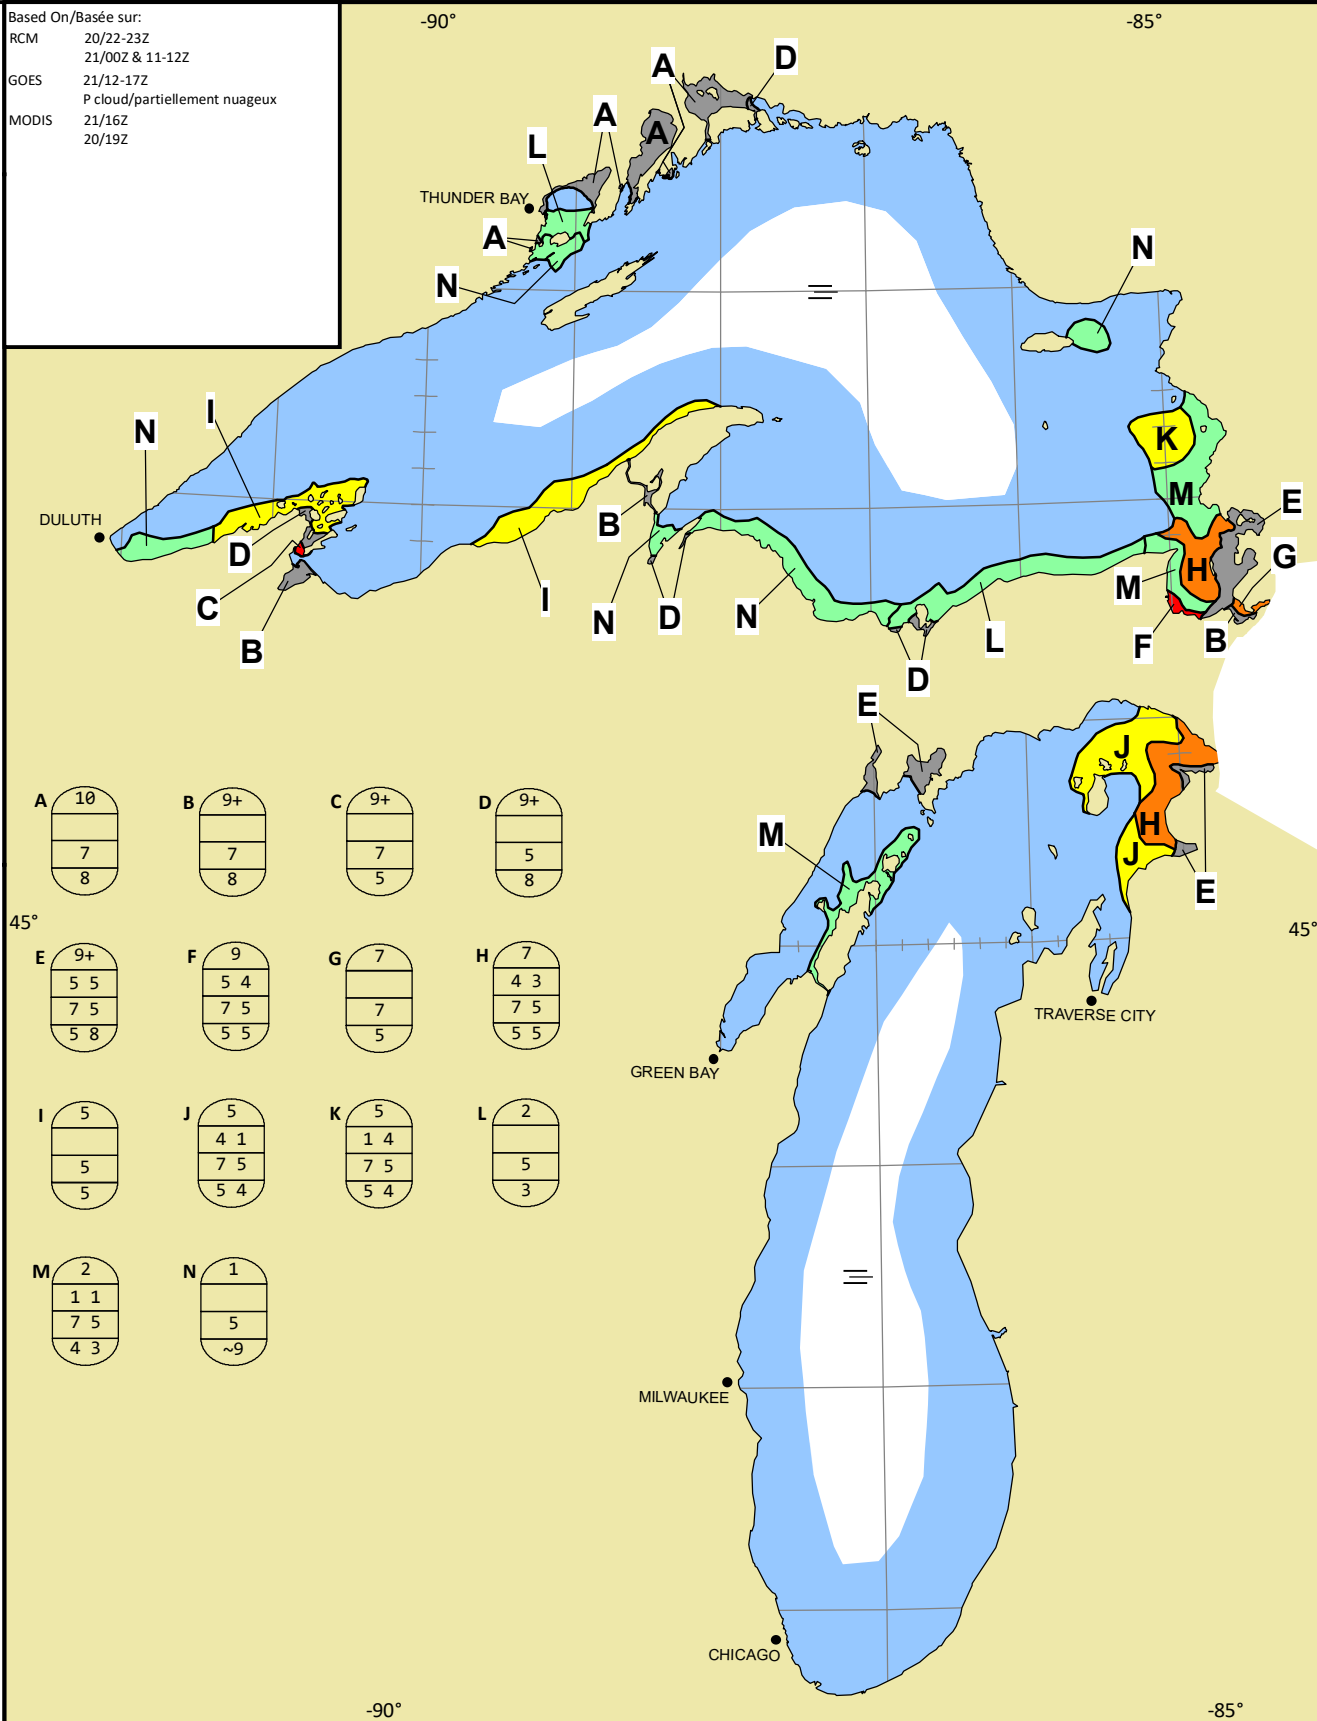 Based On/Basée sur:
RCM 20/22-23Z
21/00Z & 11-12Z
GOES 21/12-17Z
P cloud/partiellement nuageux
MODIS 21/16Z
20/19Z
-90° -85°
A D
A A
L
THUNDER BAY
A
N
N
I
N
K
M
DULUTH
E
B
D
G
H
M
I
C
N D N
L
F B
B
D
E
J
A 10
7
8
B 9+
7
8
C 9+
7
5
D 9+
5
8
H
M
J
E
45° 45°
E 9+
5 5
7 5
5 8
F 9
5 4
7 5
5 5
G 7
7
5
H 7
4 3
7 5
5 5
TRAVERSE CITY
GREEN BAY
I 5
5
5
J 5
4 1
7 5
5 4
K 5
1 4
7 5
5 4
L 2
5
3
M 2
1 1
7 5
4 3
N 1
5
~9
MILWAUKEE
CHICAGO
-90° -85°